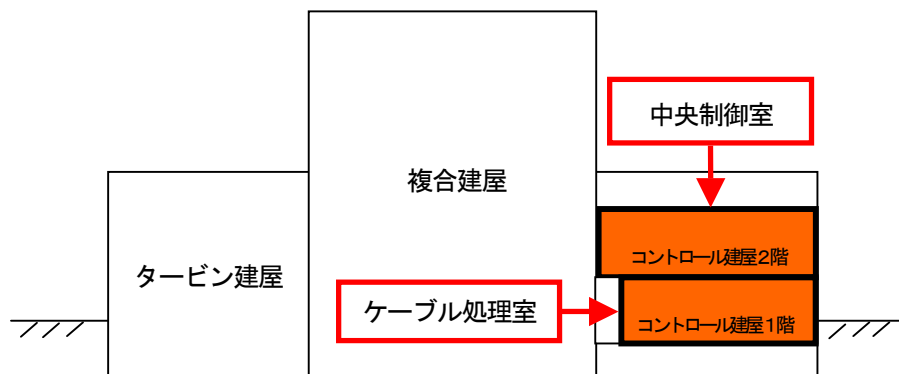 中央制御室
複合建屋
コントロール建屋2階
タービン建屋
ケーブル処理室
コントロール建屋1階